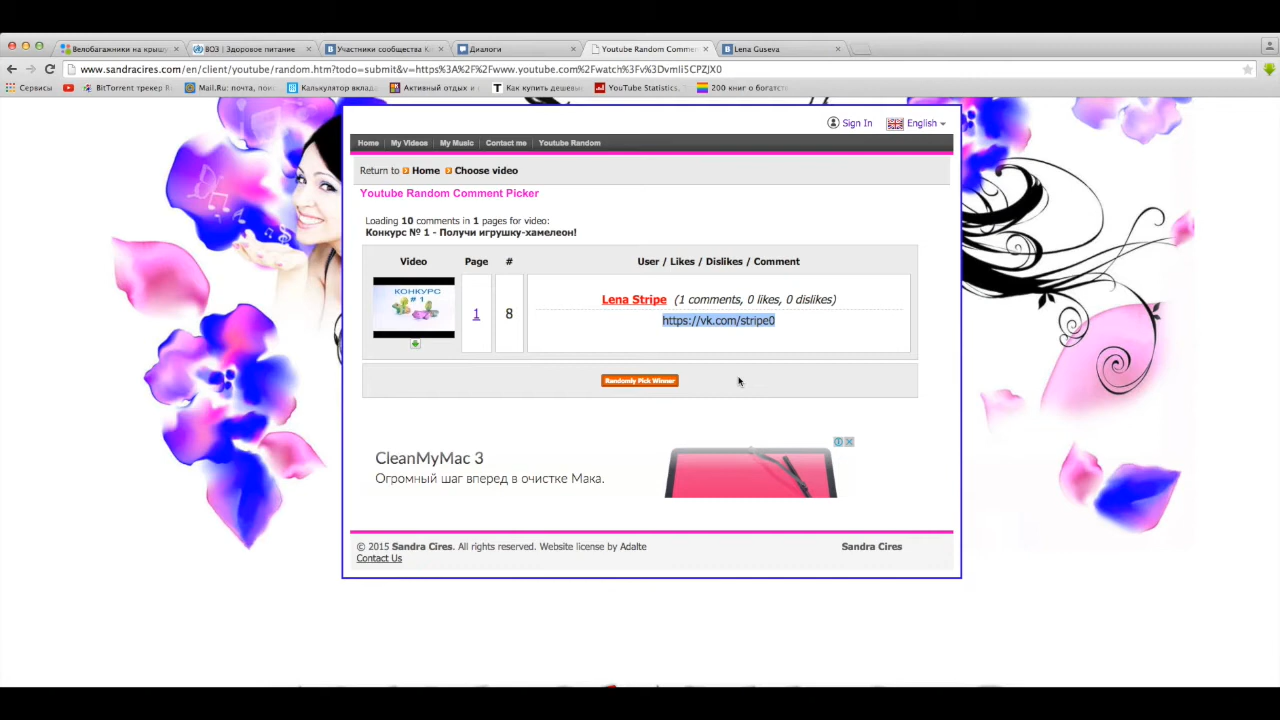 Велобагажники на крышу
ВОЗ | Здоровое питание
Участники сообщества К
Диалоги
Youtube Random Commen
Lena Guseva
www.sandracires.com/en/client/youtube/random.htm?todo=submit&v=https%3A%2F%2Fwww.youtube.com%2Fwatch%3Fv%3DvmIi5CPZJX0
Сервисы
BitTorrent трекер R
Mail.Ru: почта, пои
Калькулятор вклад
Активный отдых и
Как купить дешевы
YouTube Statistics,
200 книг о богатст
Sign In
English
Home
My Videos
My Music
Contact me
Youtube Random
Return to Home Choose video
Youtube Random Comment Picker
Loading 10 comments in 1 pages for video:
Конкурс № 1 - Получи игрушку-хамелеон!
Video
Page
#
User / Likes / Dislikes / Comment
КОНКУРС
# 1
1
8
Lena Stripe (1 comments, 0 likes, 0 dislikes)
https://vk.com/stripe0
Randomly Pick Winner
CleanMyMac 3
Огромный шаг вперед в очистке Мака.
© 2015 Sandra Cires. All rights reserved. Website license by Adalte
Sandra Cires
Contact Us